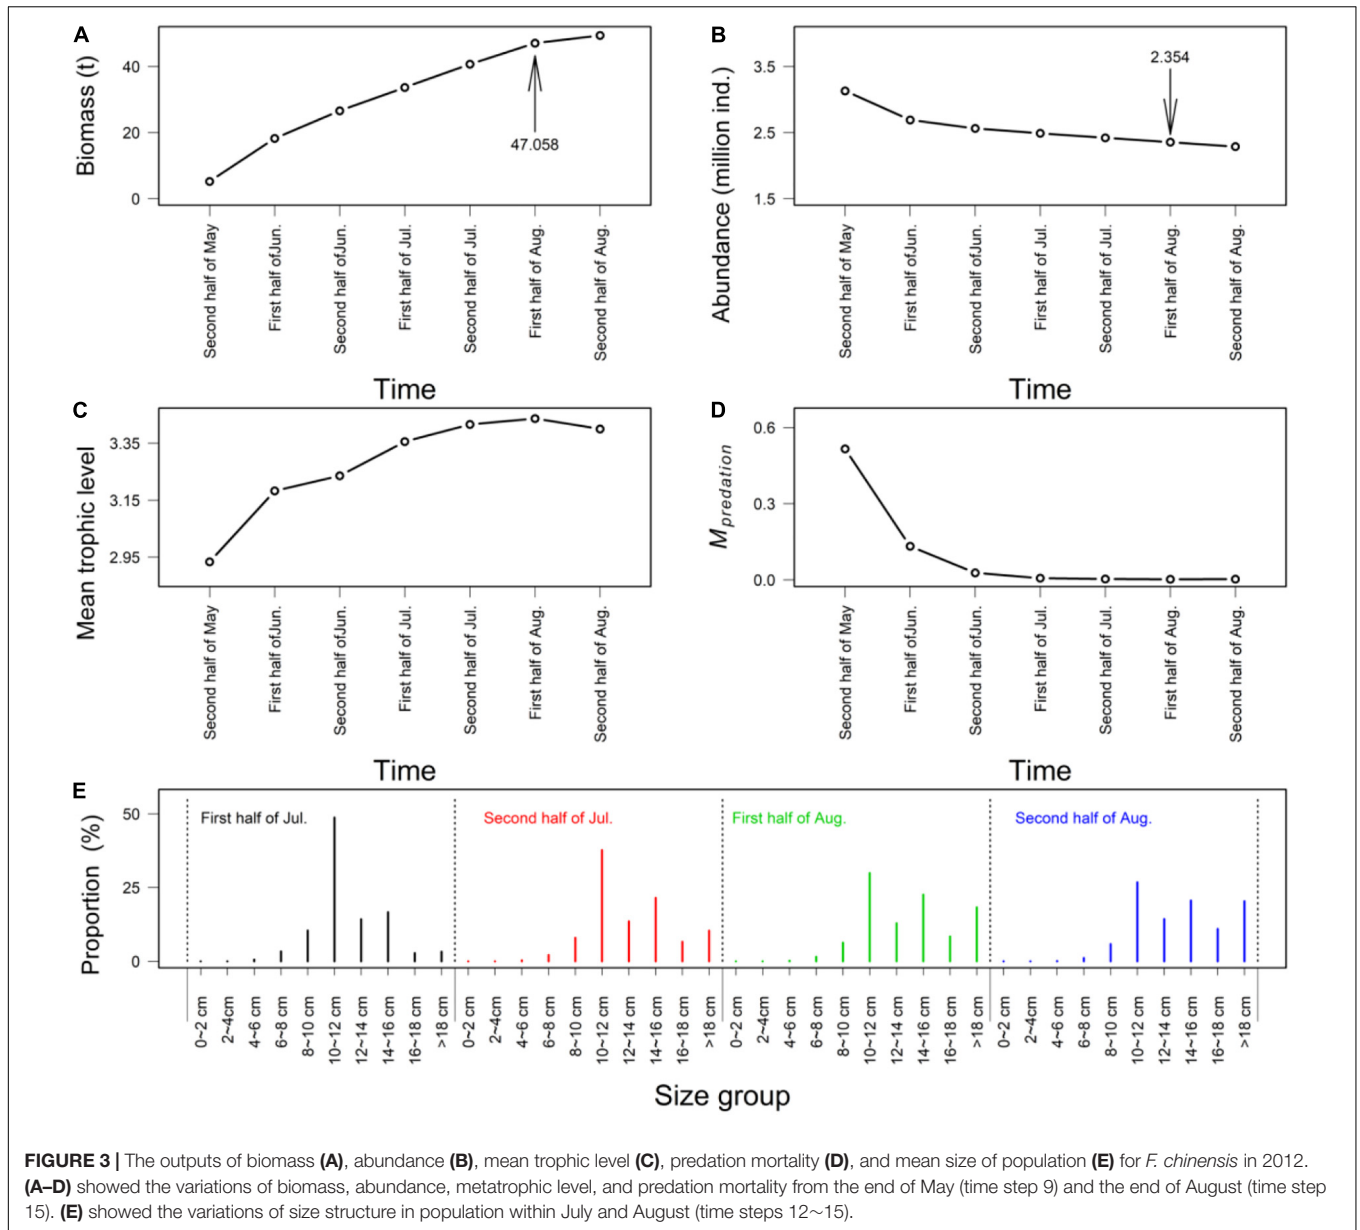 A
Biomass (t)
40
20
0
47.058
Second half of May
First half ofJun.
Second half ofJun.
First half of Jul.
Second half of Jul.
First half of Aug.
Second half of Aug.
Time
B
Abundance (million ind.)
3.5
2.5
1.5
2.354
Second half of May
First half ofJun.
Second half ofJun.
First half of Jul.
Second half of Jul.
First half of Aug.
Second half of Aug.
Time
C
Mean trophic level
3.35
3.15
2.95
Second half of May
First half ofJun.
Second half ofJun.
First half of Jul.
Second half of Jul.
First half of Aug.
Second half of Aug.
Time
D
Mpredation
0.6
0.3
0.0
Second half of May
First half ofJun.
Second half ofJun.
First half of Jul.
Second half of Jul.
First half of Aug.
Second half of Aug.
Time
E
Proportion (%)
50
25
0
First half of Jul.
Second half of Jul.
First half of Aug.
Second half of Aug.
0~2 cm
2~4cm
4~6 cm
6~8 cm
8~10 cm
10~12 cm
12~14 cm
14~16 cm
16~18 cm
>18 cm
0~2 cm
2~4cm
4~6 cm
6~8 cm
8~10 cm
10~12 cm
12~14 cm
14~16 cm
16~18 cm
>18 cm
0~2 cm
2~4cm
4~6 cm
6~8 cm
8~10 cm
10~12 cm
12~14 cm
14~16 cm
16~18 cm
>18 cm
0~2 cm
2~4cm
4~6 cm
6~8 cm
8~10 cm
10~12 cm
12~14 cm
14~16 cm
16~18 cm
>18 cm
Size group
FIGURE 3 | The outputs of biomass (A), abundance (B), mean trophic level (C), predation mortality (D), and mean size of population (E) for F. chinensis in 2012.
(A–D) showed the variations of biomass, abundance, metatrophic level, and predation mortality from the end of May (time step 9) and the end of August (time step
15). (E) showed the variations of size structure in population within July and August (time steps 12~15).